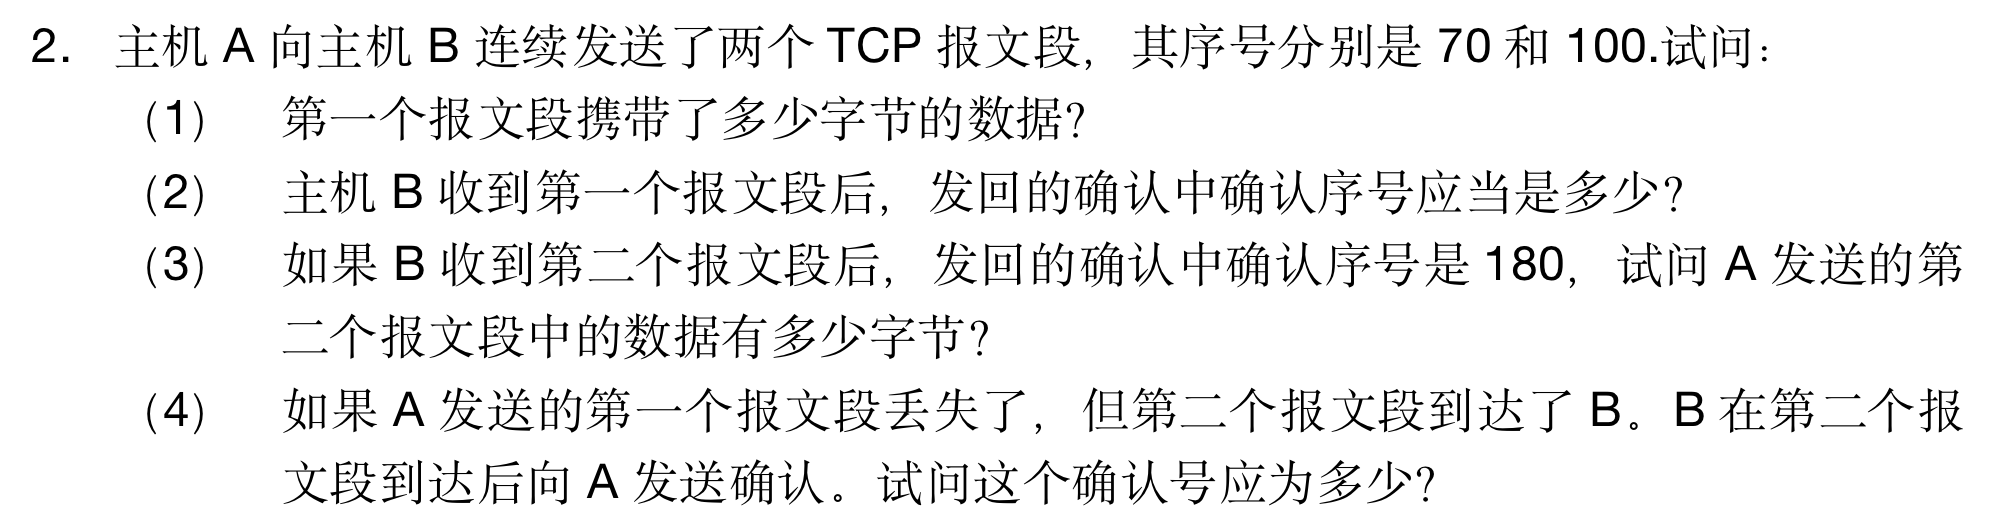 2. 主机 A 向主机 B 连续发送了两个 TCP 报文段，其序号分别是 70 和 100.试问：
(1) 第一个报文段携带了多少字节的数据?
(2) 主机 B 收到第一个报文段后，发回的确认中确认序号应当是多少?
(3) 如果 B 收到第二个报文段后，发回的确认中确认序号是 180，试问 A 发送的第
二个报文段中的数据有多少字节?
(4) 如果 A 发送的第一个报文段丢失了，但第二个报文段到达了 B。B 在第二个报
文段到达后向 A 发送确认。试问这个确认号应为多少?